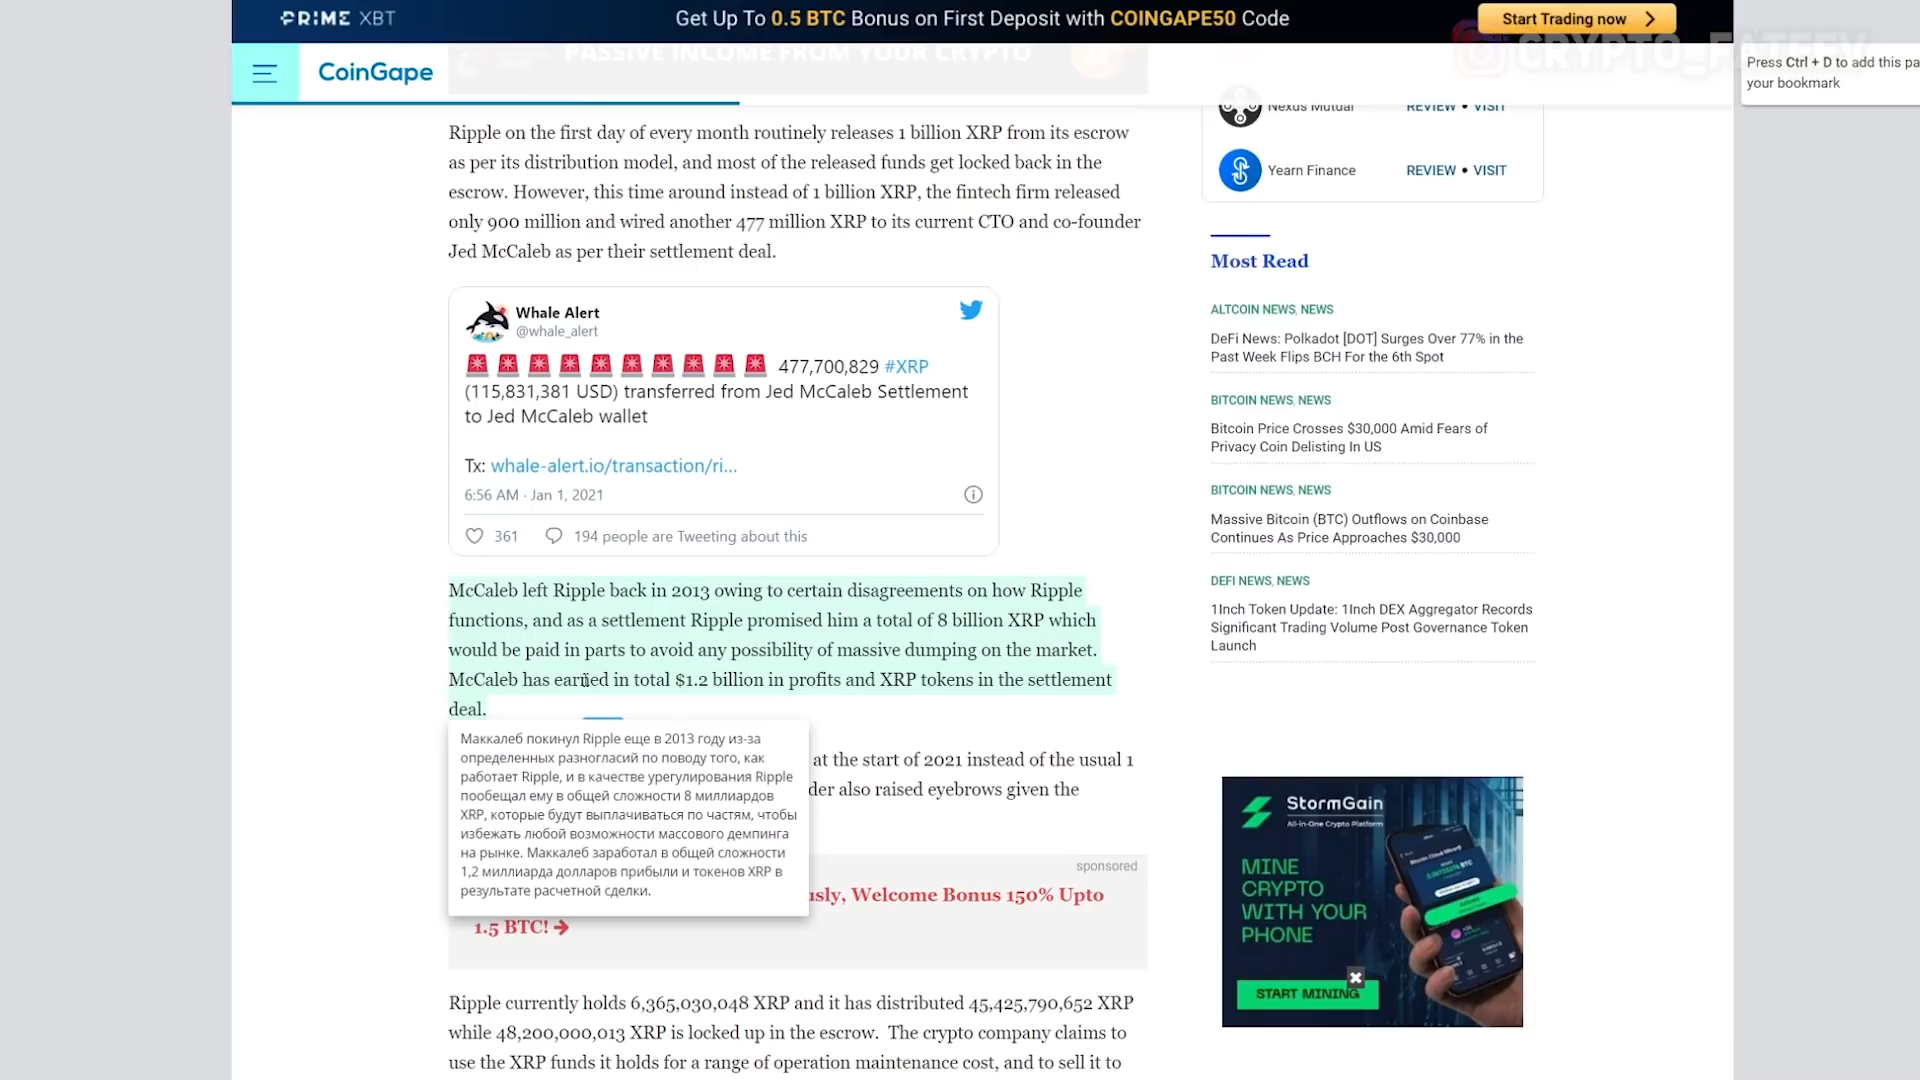 PRIME XBT
Get Up To 0.5 BTC Bonus on First Deposit with COINGAPE50 Code
Start Trading now
CoinGape
PASSIVE INCOME FROM YOUR CRYPTO
Press Ctrl + D to add this pa
your bookmark
Nexus Mutual
REVIEW • VISIT
Yearn Finance
REVIEW • VISIT
Ripple on the first day of every month routinely releases 1 billion XRP from its escrow
as per its distribution model, and most of the released funds get locked back in the
escrow. However, this time around instead of 1 billion XRP, the fintech firm released
only 900 million and wired another 477 million XRP to its current CTO and co-founder
Jed McCaleb as per their settlement deal.
Whale Alert
@whale_alert
477,700,829 #XRP
(115,831,381 USD) transferred from Jed McCaleb Settlement
to Jed McCaleb wallet
Tx: whale-alert.io/transaction/ri...
6:56 AM · Jan 1, 2021
361
194 people are Tweeting about this
McCaleb left Ripple back in 2013 owing to certain disagreements on how Ripple
functions, and as a settlement Ripple promised him a total of 8 billion XRP which
would be paid in parts to avoid any possibility of massive dumping on the market.
McCaleb has earned in total $1.2 billion in profits and XRP tokens in the settlement
deal.
Маккалеб покинул Ripple еще в 2013 году из-за
определенных разногласий по поводу того, как
работает Ripple, и в качестве урегулирования Ripple
пообещал ему в общей сложности 8 миллиардов
XRP, которые будут выплачиваться по частям, чтобы
избежать любой возможности массового демпинга
на рынке. Маккалеб заработал в общей сложности
1,2 миллиарда долларов прибыли и токенов XRP в
результате расчетной сделки.
at the start of 2021 instead of the usual 1
der also raised eyebrows given the
sponsored
usly, Welcome Bonus 150% Upto
1.5 BTC!
Ripple currently holds 6,365,030,048 XRP and it has distributed 45,425,790,652 XRP
while 48,200,000,013 XRP is locked up in the escrow. The crypto company claims to
use the XRP funds it holds for a range of operation maintenance cost, and to sell it to
Most Read
ALTCOIN NEWS, NEWS
DeFi News: Polkadot [DOT] Surges Over 77% in the
Past Week Flips BCH For the 6th Spot
BITCOIN NEWS, NEWS
Bitcoin Price Crosses $30,000 Amid Fears of
Privacy Coin Delisting In US
BITCOIN NEWS, NEWS
Massive Bitcoin (BTC) Outflows on Coinbase
Continues As Price Approaches $30,000
DEFI NEWS, NEWS
1Inch Token Update: 1Inch DEX Aggregator Records
Significant Trading Volume Post Governance Token
Launch
StormGain
All-in-One Crypto Platform
MINE
CRYPTO
WITH YOUR
PHONE
START MINING